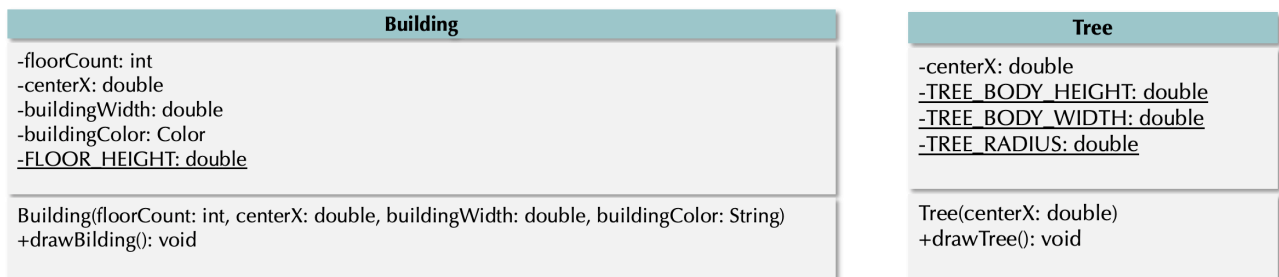 Building
-floorCount: int
-centerX: double
-buildingWidth: double
-buildingColor: Color
-FLOOR_HEIGHT: double
Building(floorCount: int, centerX: double, buildingWidth: double, buildingColor: String)
+drawBilding(): void
Tree
-centerX: double
-TREE_BODY_HEIGHT: double
-TREE_BODY_WIDTH: double
-TREE_RADIUS: double
Tree(centerX: double)
+drawTree(): void